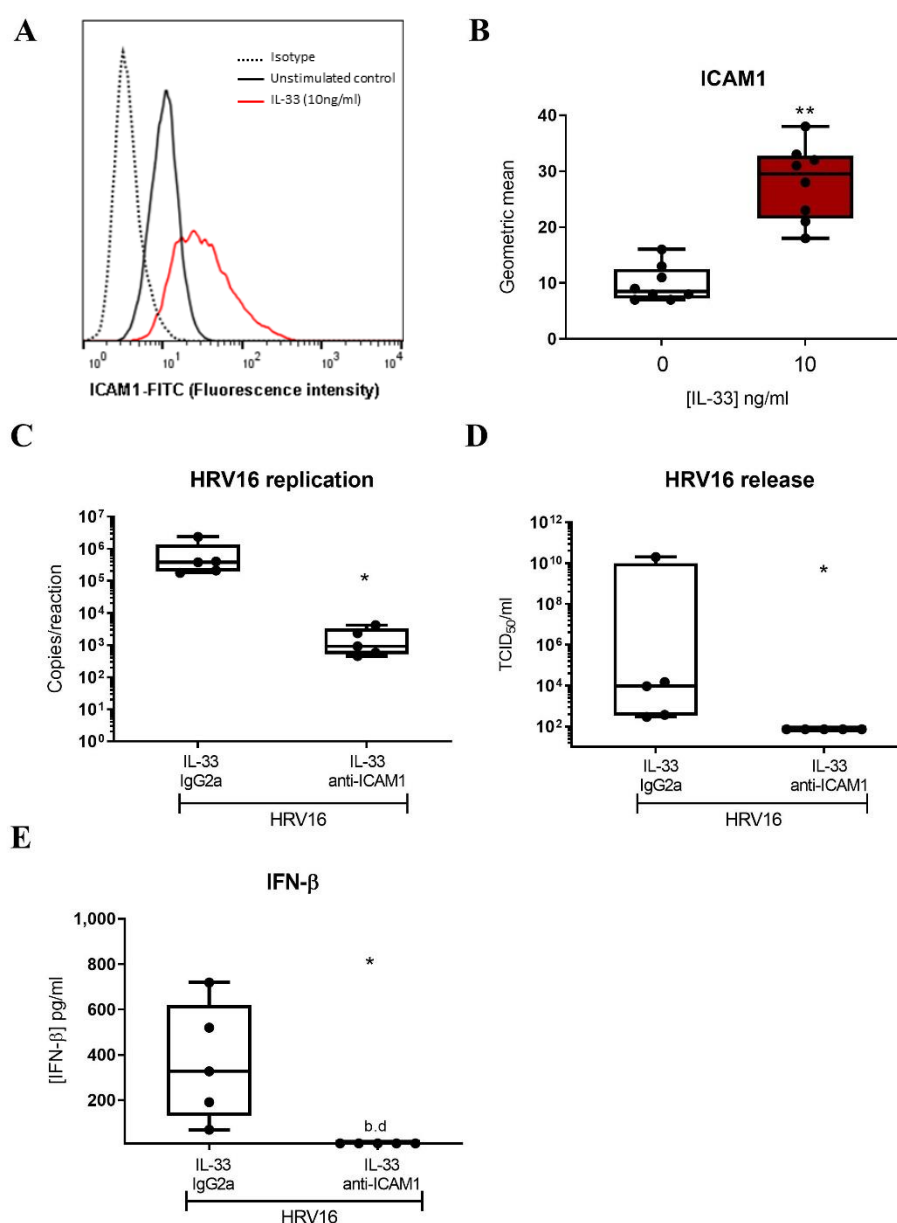 A
Isotype
Unstimulated control
IL-33 (10ng/ml)
10⁰ 10¹ 10² 10³ 10⁴
ICAM1-FITC (Fluorescence intensity)
B
ICAM1
**
Geometric mean
40
30
20
10
0
0 10
[IL-33] ng/ml
C
HRV16 replication
*
Copies/reaction
10⁷
10⁶
10⁵
10⁴
10³
10²
10¹
10⁰
IL-33 IL-33
IgG2a anti-ICAM1
HRV16
D
HRV16 release
*
TCID₅₀/ml
10¹²
10¹⁰
10⁸
10⁶
10⁴
10²
IL-33 IL-33
IgG2a anti-ICAM1
HRV16
E
IFN-β
*
[IFN-β] pg/ml
1,000
800
600
400
200
b.d
IL-33 IL-33
IgG2a anti-ICAM1
HRV16